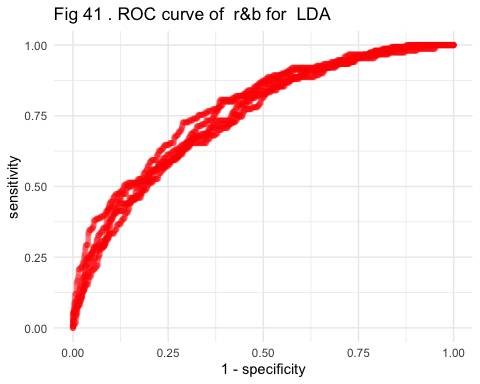 Fig 41 . ROC curve of  r&b for  LDA
1.00
0.75
0.50
0.25
0.00
sensitivity
0.00 0.25 0.50 0.75 1.00
1 - specificity